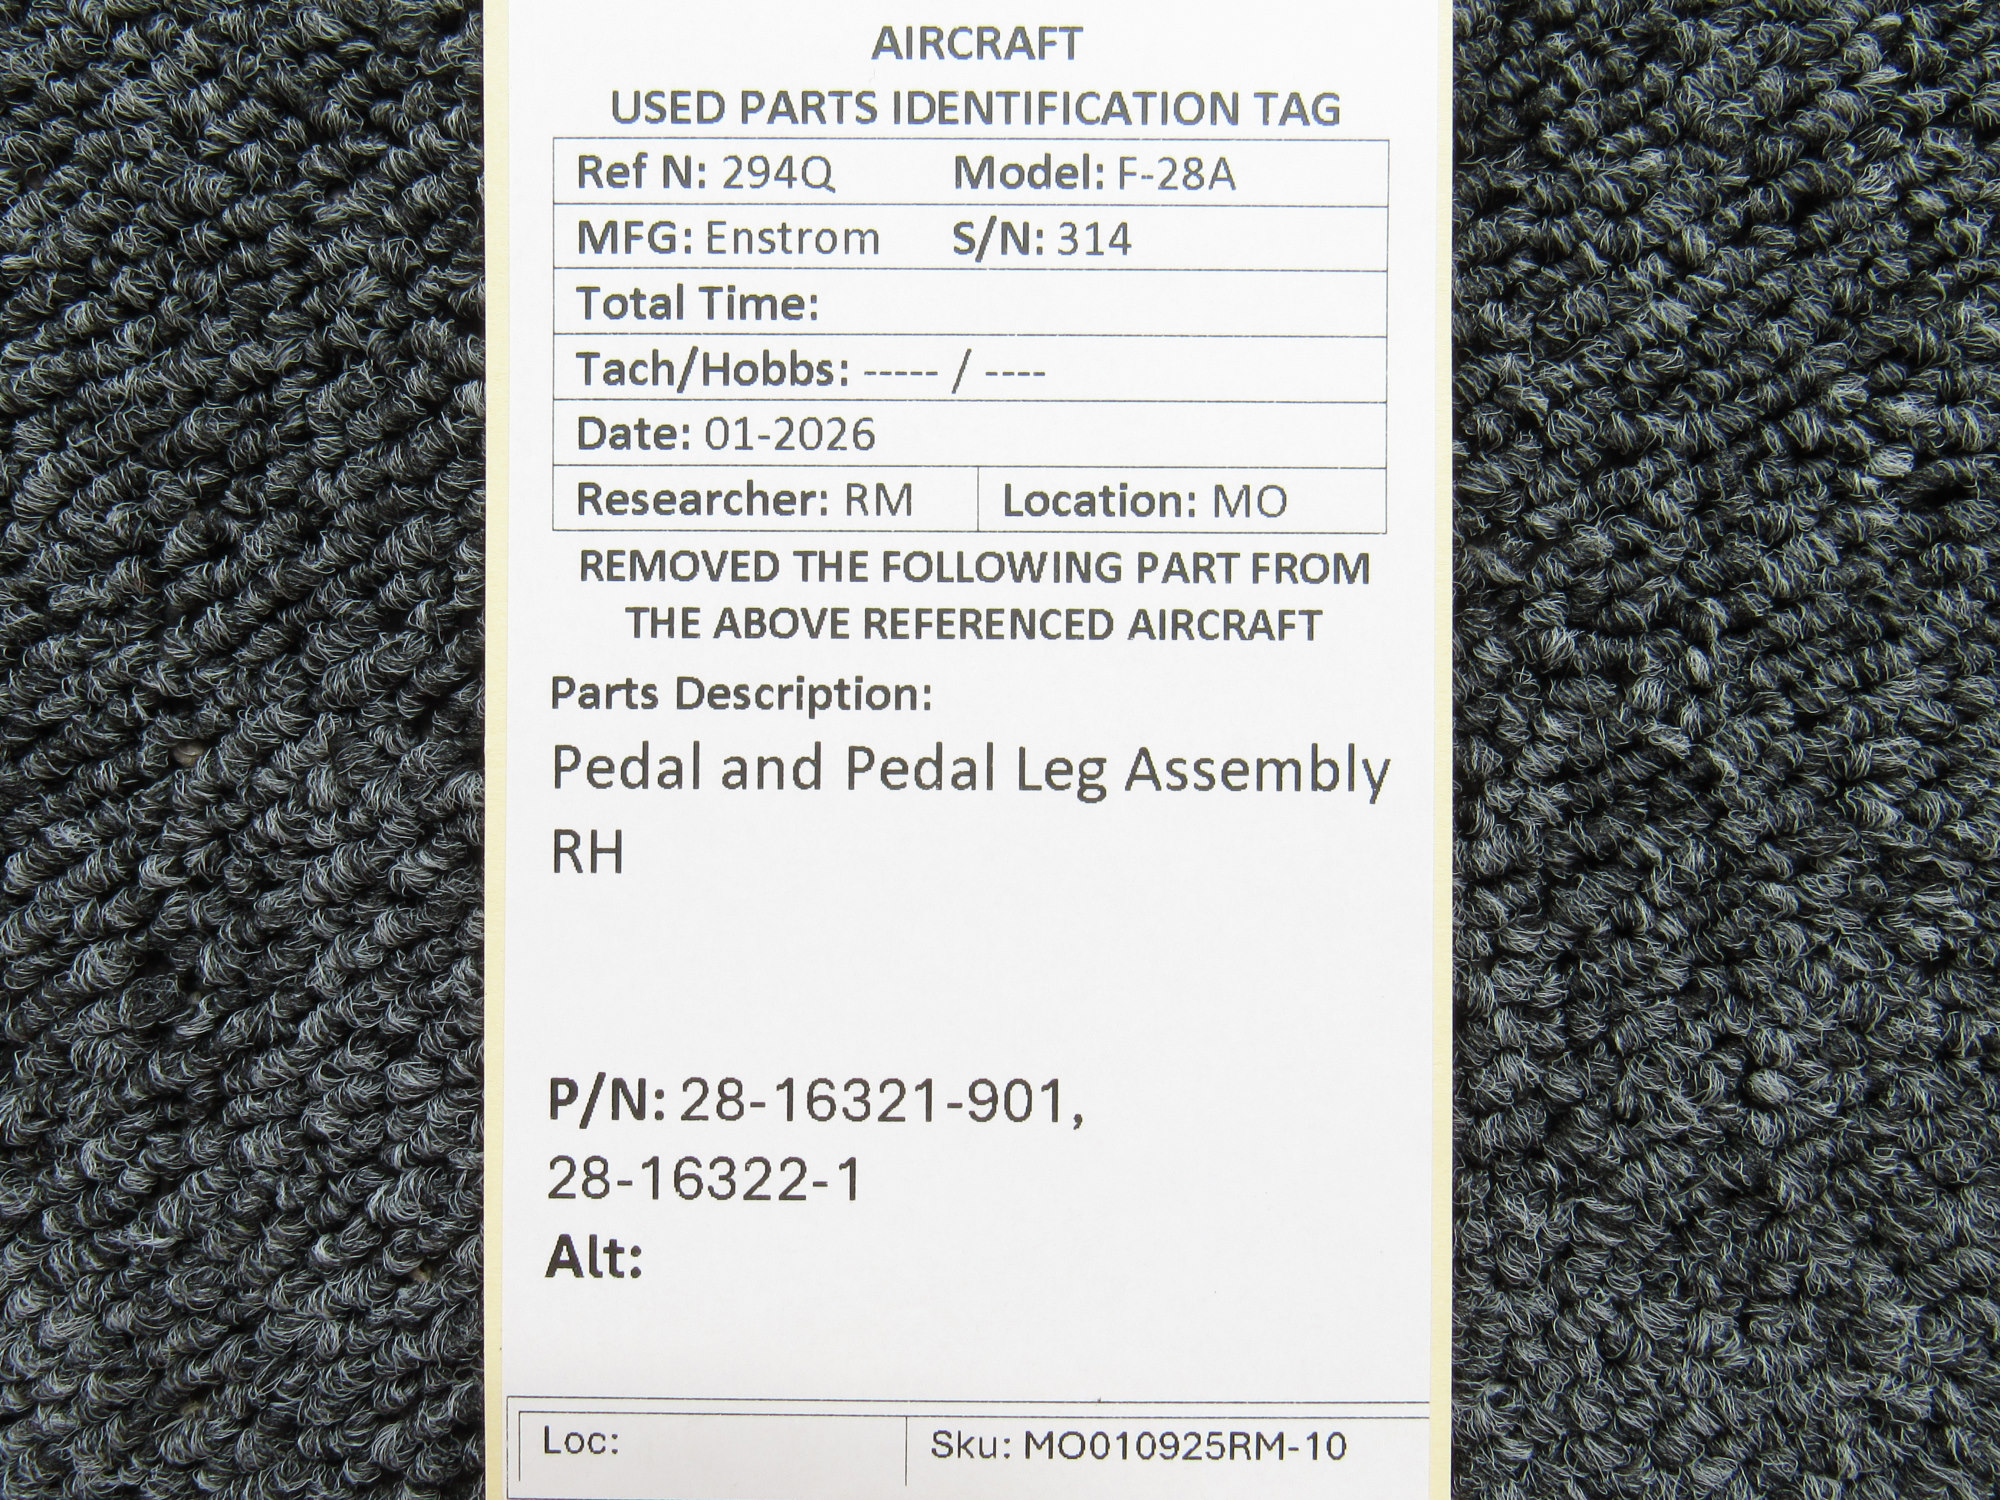 AIRCRAFT
USED PARTS IDENTIFICATION TAG
Ref N: 294Q Model: F-28A
MFG: Enstrom S/N: 314
Total Time:
Tach/Hobbs: ----- / ----
Date: 01-2026
Researcher: RM Location: MO
REMOVED THE FOLLOWING PART FROM
THE ABOVE REFERENCED AIRCRAFT
Parts Description:
Pedal and Pedal Leg Assembly
RH
P/N: 28-16321-901,
28-16322-1
Alt:
Loc: Sku: MO010925RM-10